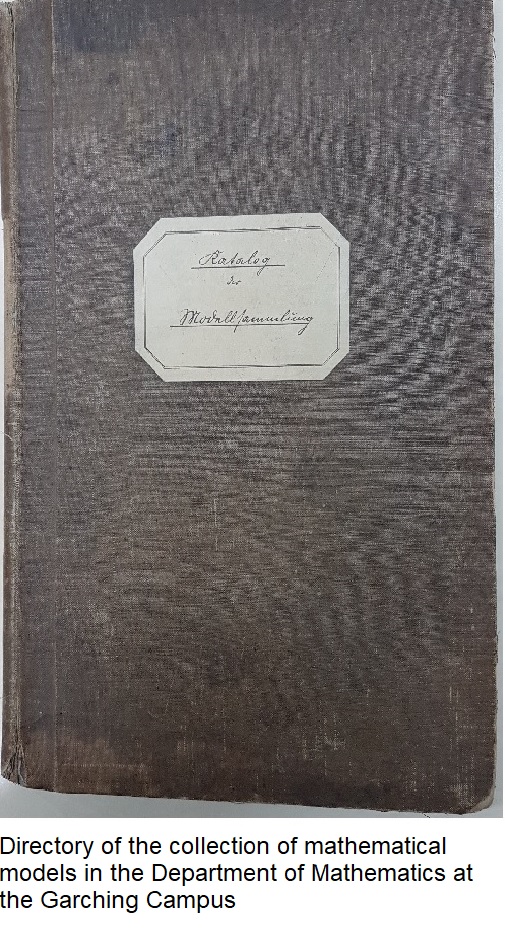 Katalog
der
Modellsammlung
Directory of the collection of mathematical
models in the Department of Mathematics at
the Garching Campus